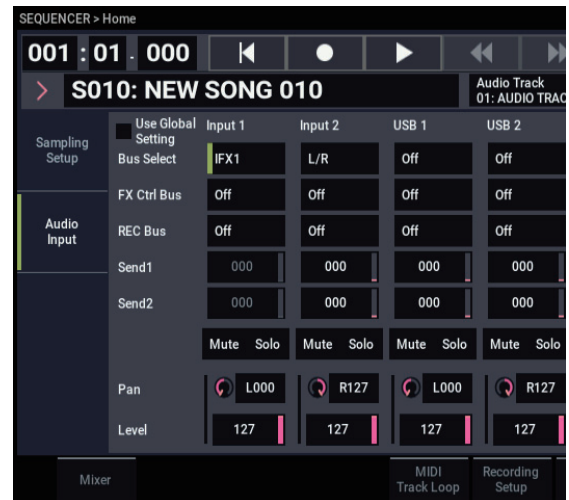 SEQUENCER > Home
001 : 01 . 000
S010: NEW SONG 010
Audio Track
01: AUDIO TRAC
Sampling
Setup
Audio
Input
Use Global
Setting
Input 1 Input 2 USB 1 USB 2
Bus Select IFX1 L/R Off Off
FX Ctrl Bus Off Off Off Off
REC Bus Off Off Off Off
Send1 000 000 000 000
Send2 000 000 000 000
Mute Solo Mute Solo Mute Solo Mute Solo
Pan L000 R127 L000 R127
Level 127 127 127 127
Mixer
MIDI
Track Loop
Recording
Setup